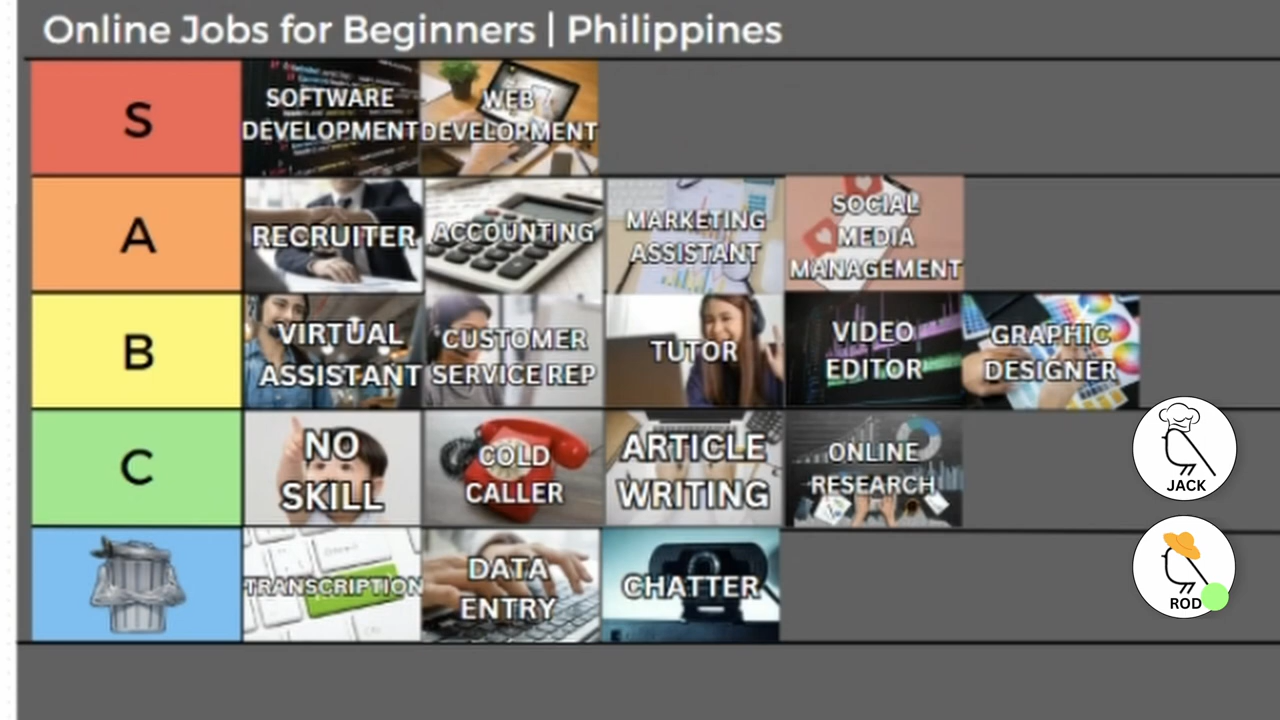 Online Jobs for Beginners | Philippines
S
SOFTWARE
DEVELOPMENT
WEB
DEVELOPMENT
A
RECRUITER
ACCOUNTING
MARKETING
ASSISTANT
SOCIAL
MEDIA
MANAGEMENT
B
VIRTUAL
ASSISTANT
CUSTOMER
SERVICE REP
TUTOR
VIDEO
EDITOR
GRAPHIC
DESIGNER
C
NO
SKILL
COLD
CALLER
ARTICLE
WRITING
ONLINE
RESEARCH
JACK
TRANSCRIPTION
DATA
ENTRY
CHATTER
ROD